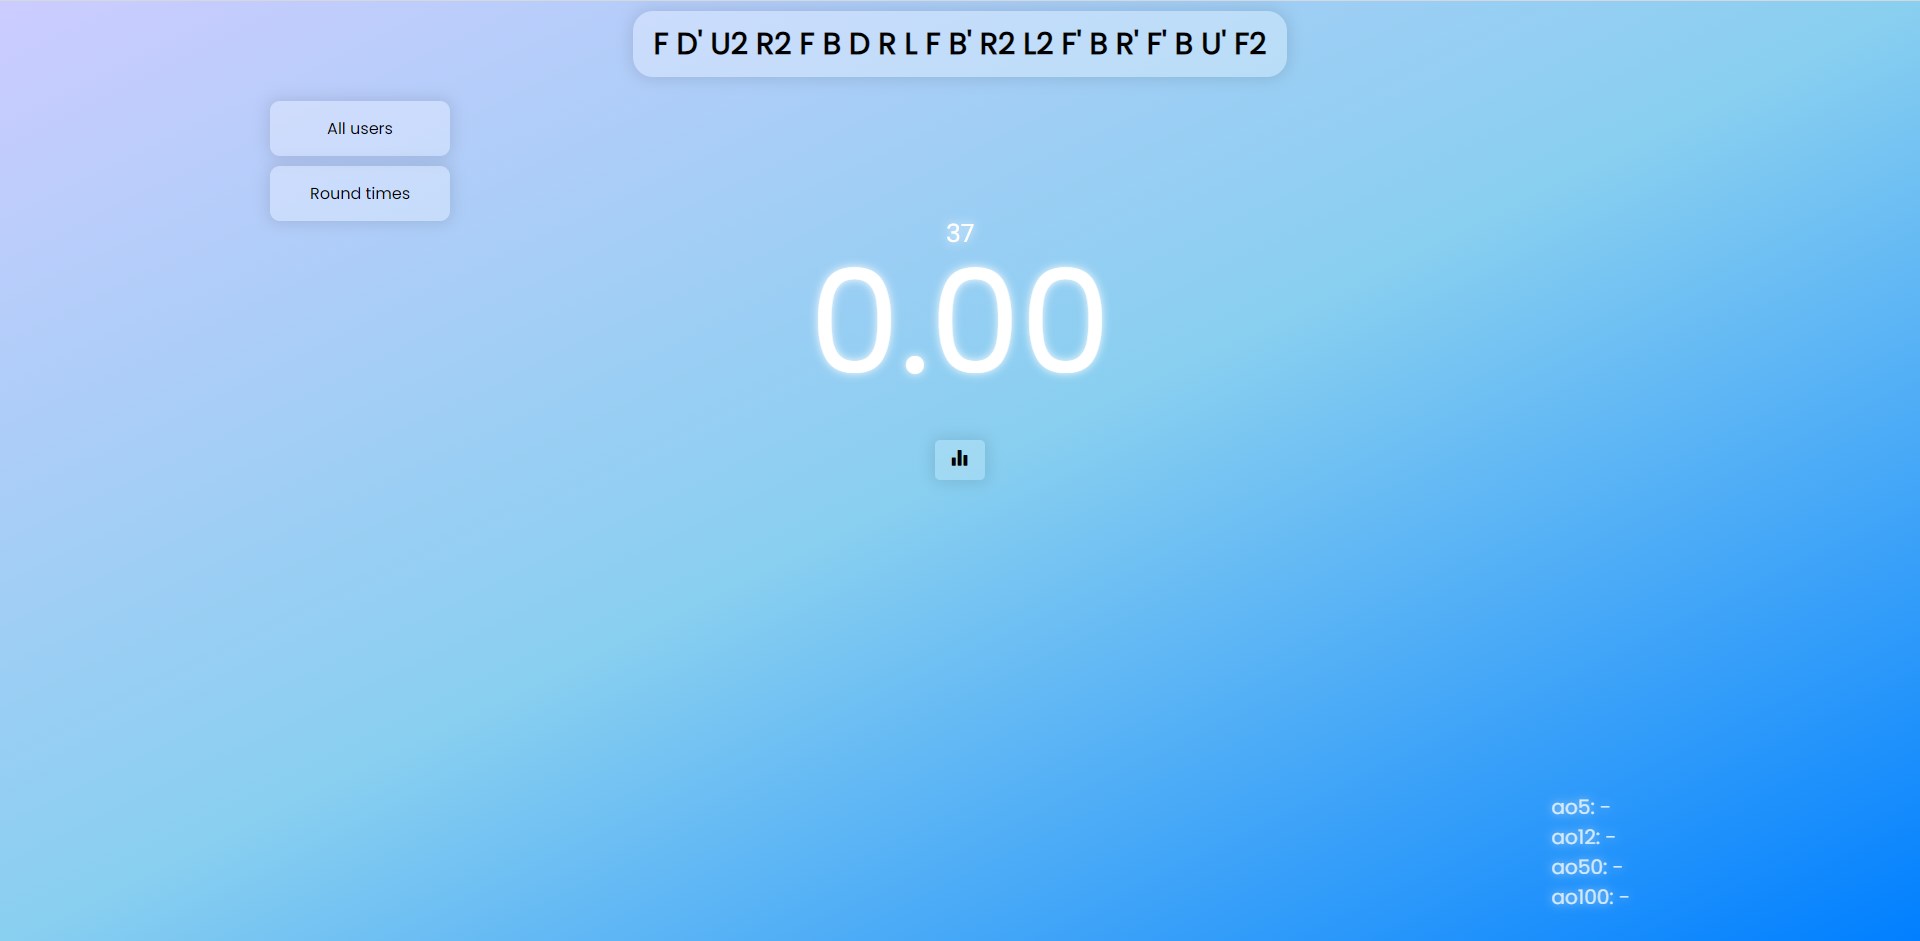 F D' U2 R2 F B D R L F B' R2 L2 F' B R' F' B U' F2
All users
Round times
37
0.00
ao5: -
ao12: -
ao50: -
ao100: -